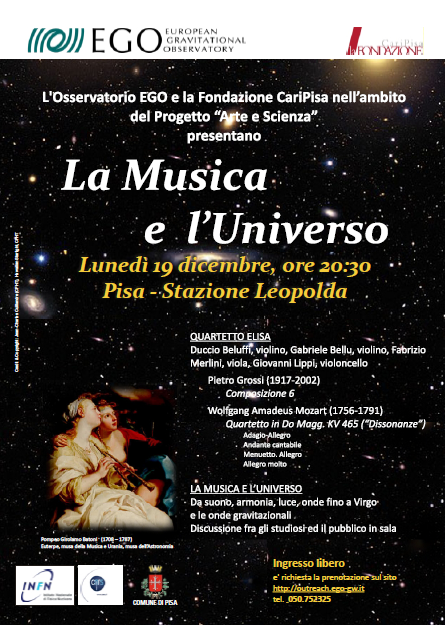 EGO EUROPEAN
GRAVITATIONAL
OBSERVATORY
CariPisa
FONDAZIONE
L'Osservatorio EGO e la Fondazione CariPisa nell'ambito
del Progetto "Arte e Scienza"
presentano
La Musica
e l'Universo
Lunedì 19 dicembre, ore 20:30
Pisa - Stazione Leopolda
QUARTETTO ELISA
Duccio Beluffi, violino, Gabriele Bellu, violino, Fabrizio
Merlini, viola, Giovanni Lippi, violoncello
Pietro Grossi (1917-2002)
Composizione 6
Wolfgang Amadeus Mozart (1756-1791)
Quartetto in Do Magg. KV 465 ("Dissonanze")
Adagio-Allegro
Andante cantabile
Menuetto. Allegro
Allegro molto
LA MUSICA E L'UNIVERSO
Da suono, armonia, luce, onde fino a Virgo
e le onde gravitazionali
Discussione fra gli studiosi ed il pubblico in sala
Pompeo Girolamo Batoni (1708 – 1787)
Euterpe, musa della Musica e Urania, musa dell'Astronomia
Ingresso libero
e' richiesta la prenotazione sul sito
http://outreach.ego-gw.it
tel. 050.752325
INFN
Istituto Nazionale
di Fisica Nucleare
CNRS
COMUNE DI PISA